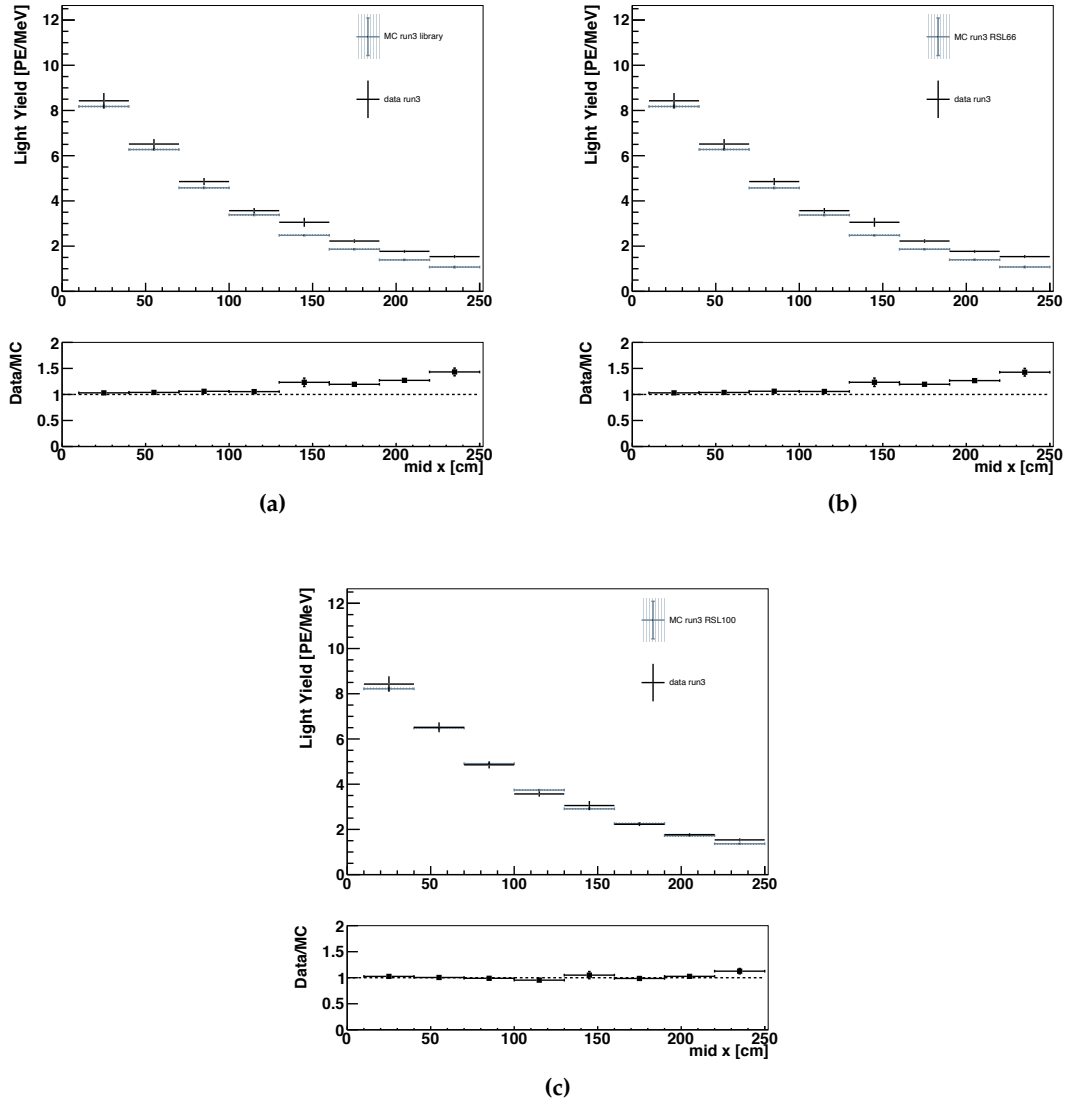 Light Yield [PE/MeV]
12
10
8
6
4
2
0
0 50 100 150 200 250
MC run3 library
data run3
Data/MC
2
1.5
1
0.5
0
0 50 100 150 200 250
mid x [cm]
(a)
Light Yield [PE/MeV]
12
10
8
6
4
2
0
0 50 100 150 200 250
MC run3 RSL66
data run3
Data/MC
2
1.5
1
0.5
0
0 50 100 150 200 250
mid x [cm]
(b)
Light Yield [PE/MeV]
12
10
8
6
4
2
0
0 50 100 150 200 250
MC run3 RSL100
data run3
Data/MC
2
1.5
1
0.5
0
0 50 100 150 200 250
mid x [cm]
(c)